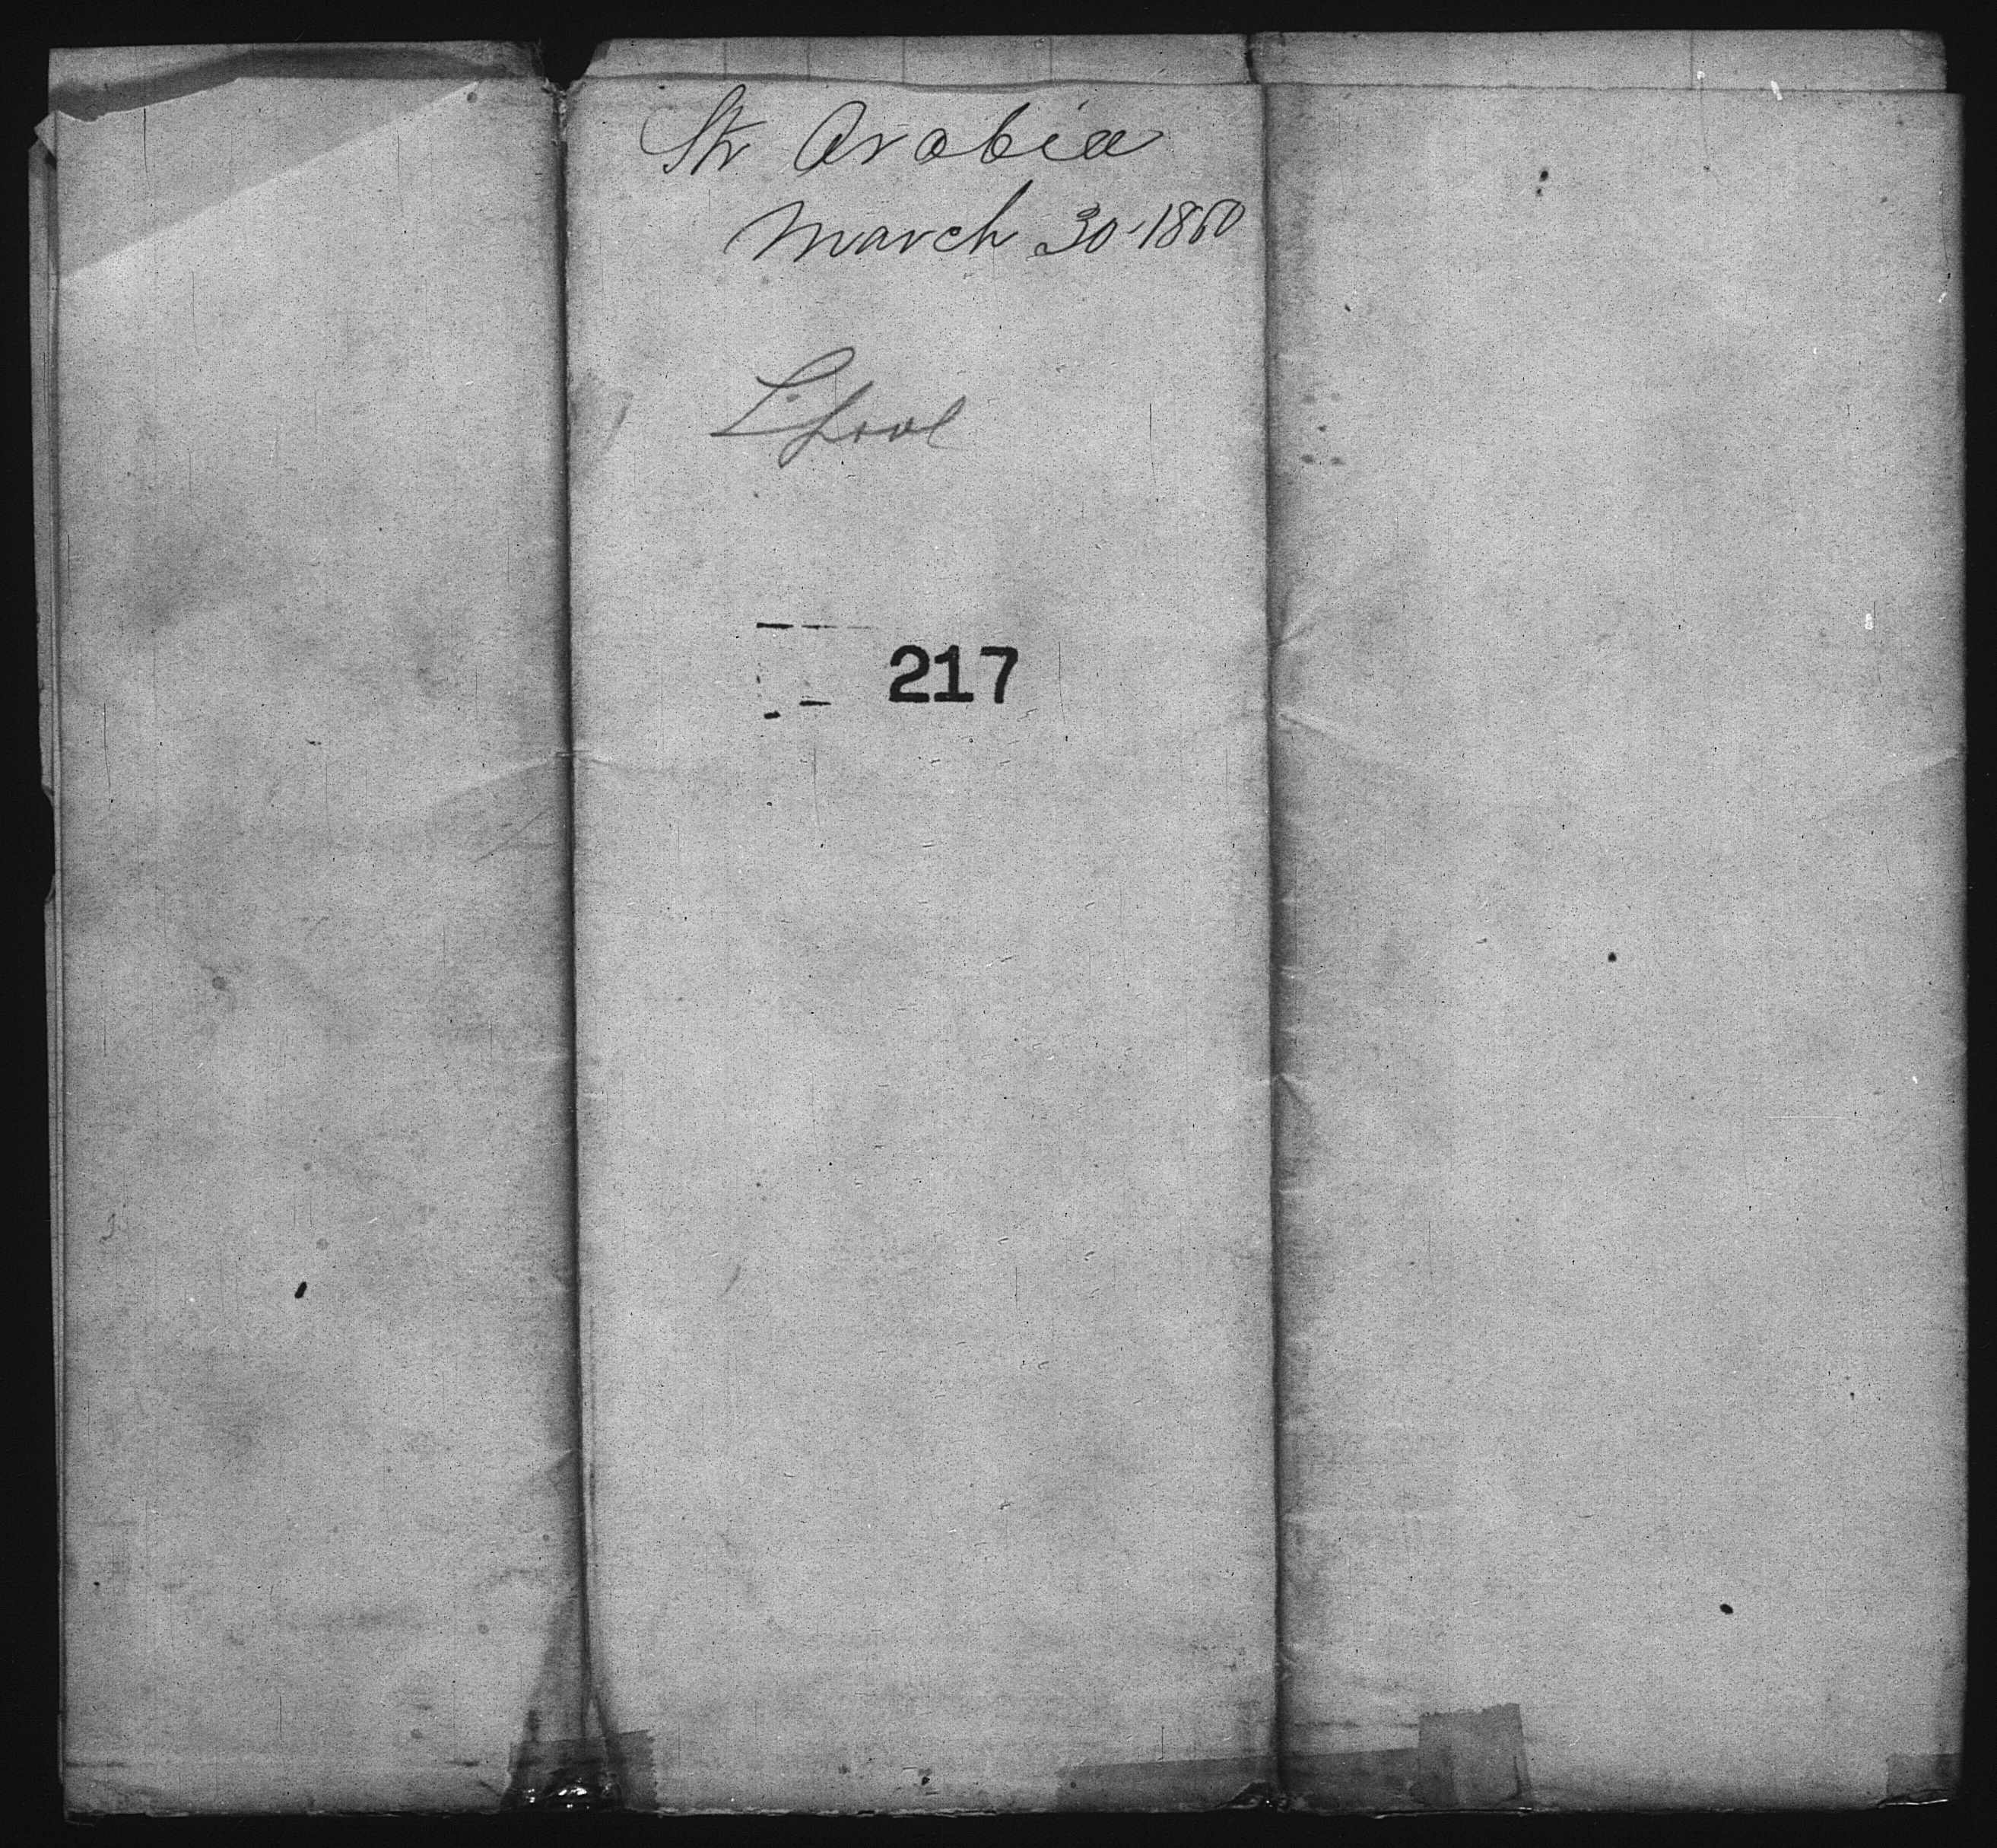 Str Arabia
March 30-1860
L'pool
217